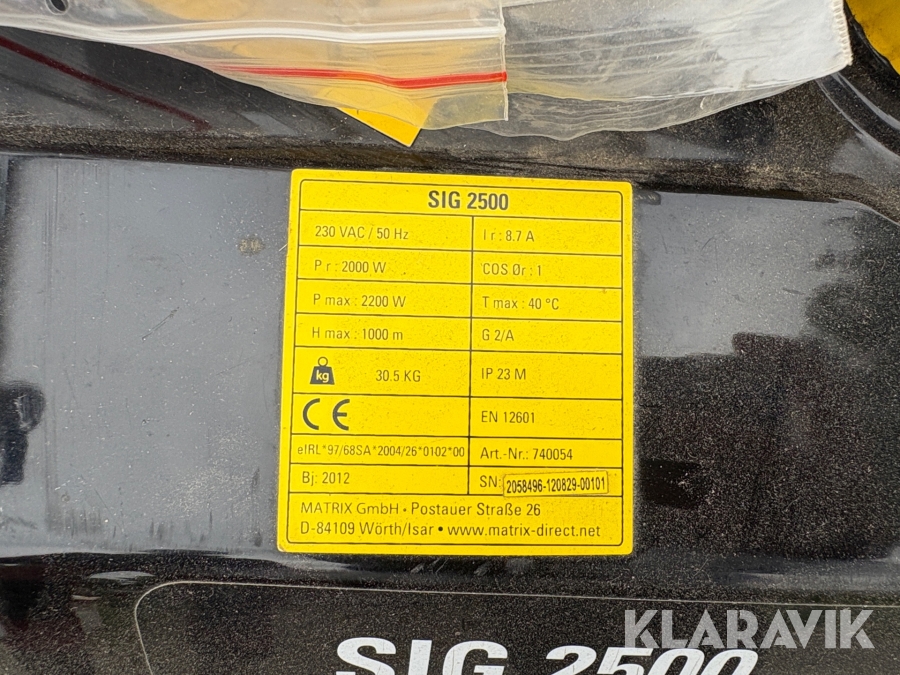 SIG 2500
230 VAC / 50 Hz
I r : 8.7 A
P r : 2000 W
COS Ør : 1
P max : 2200 W
T max : 40 °C
H max : 1000 m
G 2/A
kg
30.5 KG
IP 23 M
CE
EN 12601
e1RL*97/68SA*2004/26*0102*00
Art.-Nr.: 740054
Bj: 2012
SN: 2058496-120829-00101
MATRIX GmbH • Postauer Straße 26
D-84109 Wörth/Isar • www.matrix-direct.net
SIG 2500
KLARAVIK